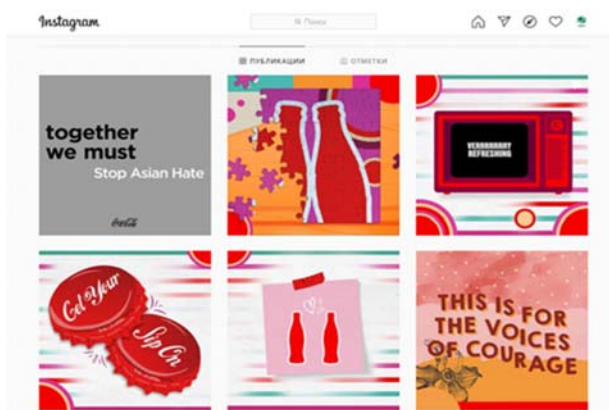 Instagram
Поиск
ПУБЛИКАЦИИ
ОТМЕТКИ
together
we must
Stop Asian Hate
Coca-Cola
VERRRRRRRY
REFRESHING
Get Your
Sip On
THIS IS FOR
THE VOICES
OF COURAGE